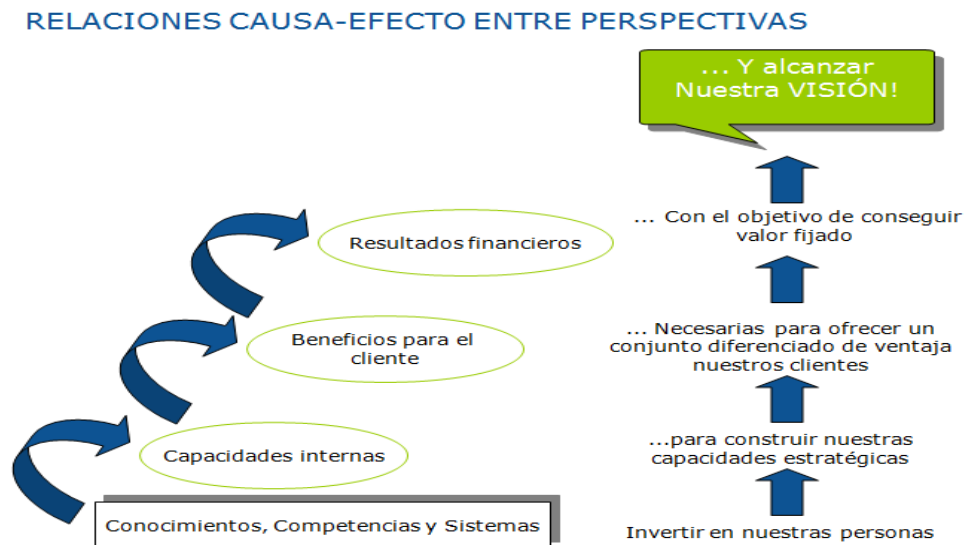 RELACIONES CAUSA-EFECTO ENTRE PERSPECTIVAS
... Y alcanzar
Nuestra VISIÓN!
... Con el objetivo de conseguir
valor fijado
Resultados financieros
... Necesarias para ofrecer un
conjunto diferenciado de ventaja
nuestros clientes
Beneficios para el
cliente
...para construir nuestras
capacidades estratégicas
Capacidades internas
Conocimientos, Competencias y Sistemas
Invertir en nuestras personas